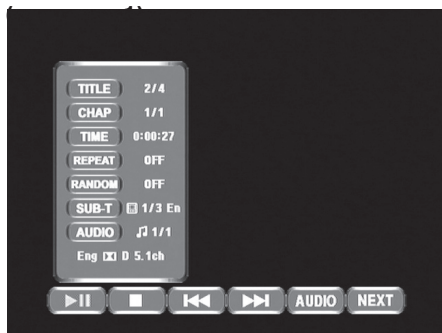 TITLE 2/4
CHAP 1/1
TIME 0:00:27
REPEAT OFF
RANDOM OFF
SUB-T 1/3 En
AUDIO 1/1
Eng D 5.1ch
AUDIO NEXT